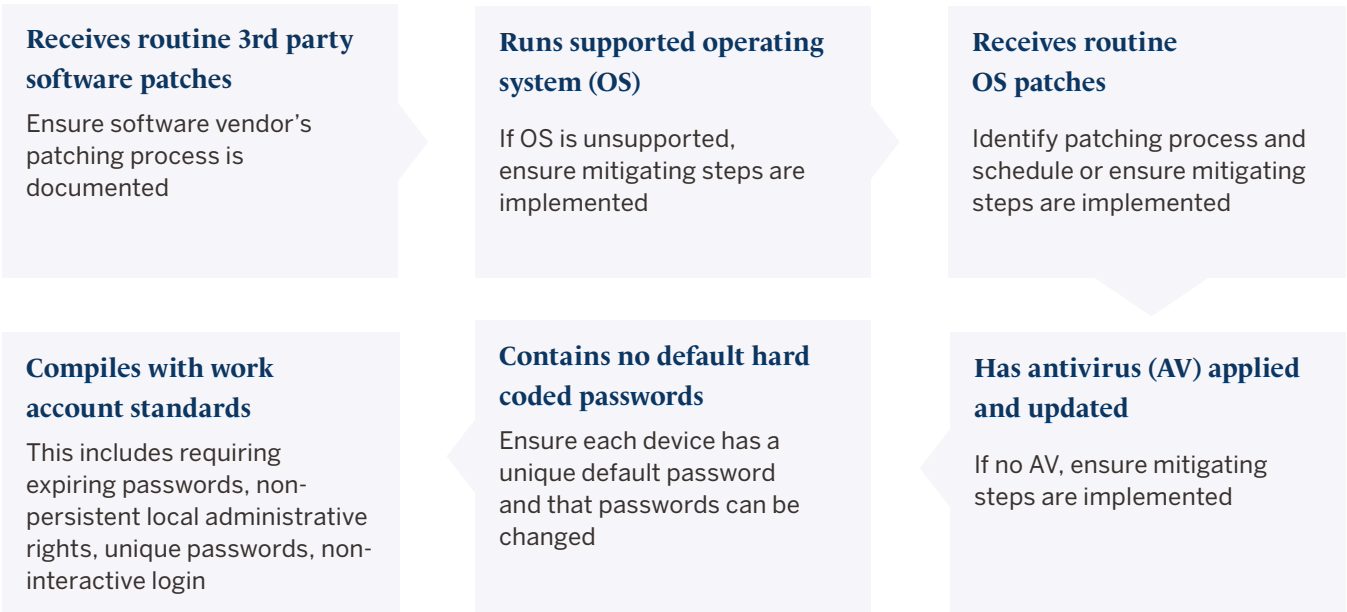 Receives routine 3rd party
software patches
Ensure software vendor’s
patching process is
documented
Runs supported operating
system (OS)
If OS is unsupported,
ensure mitigating steps are
implemented
Receives routine
OS patches
Identify patching process and
schedule or ensure mitigating
steps are implemented
Has antivirus (AV) applied
and updated
If no AV, ensure mitigating
steps are implemented
Contains no default hard
coded passwords
Ensure each device has a
unique default password
and that passwords can be
changed
Compiles with work
account standards
This includes requiring
expiring passwords, non-
persistent local administrative
rights, unique passwords, non-
interactive login